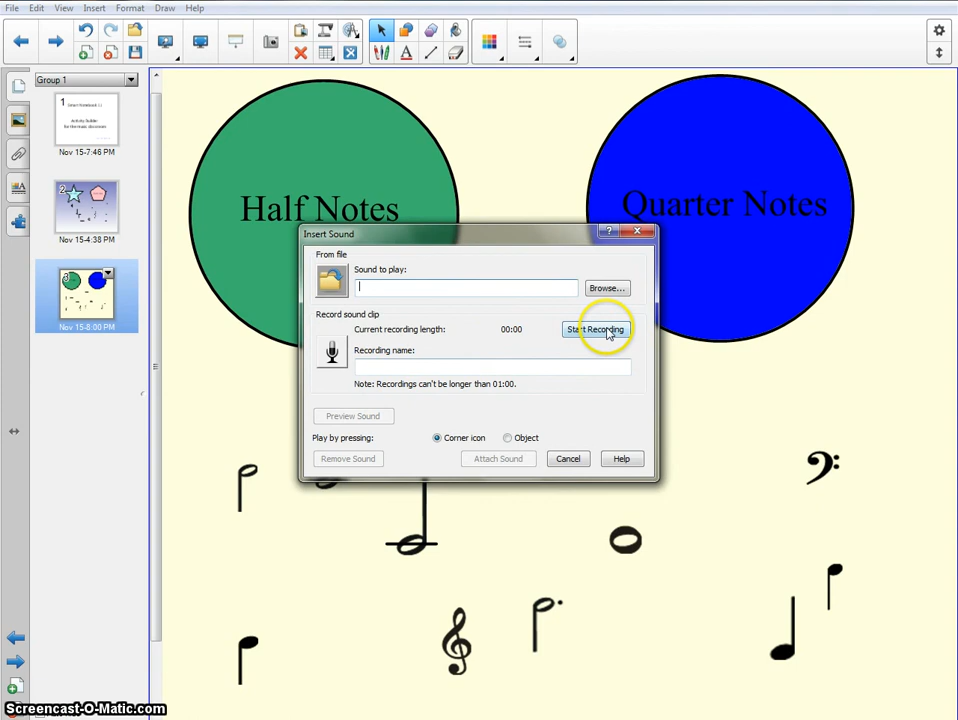 File Edit View Insert Format Draw Help
Group 1
1
Nov 15-7:46 PM
2
Nov 15-4:38 PM
3
Nov 15-8:00 PM
Half Notes
Quarter Notes
Insert Sound
From file
Sound to play:
Browse...
Record sound clip
Current recording length: 00:00 Start Recording
Recording name:
Note: Recordings can't be longer than 01:00.
Preview Sound
Play by pressing: Corner icon Object
Remove Sound Attach Sound Cancel Help
Screencast-O-Matic.com